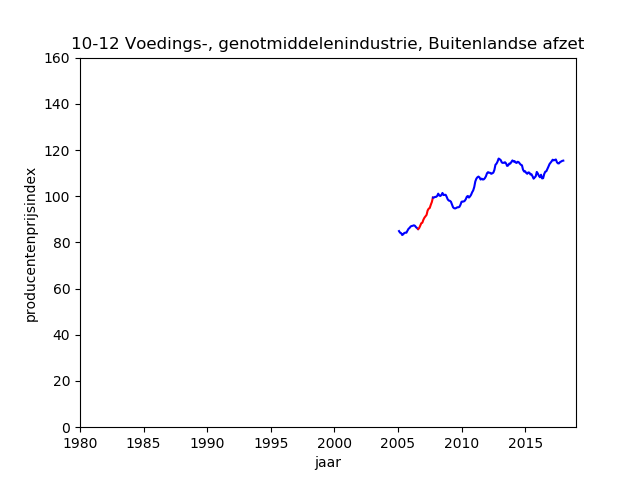 10-12 Voedings-, genotmiddelenindustrie, Buitenlandse afzet
160
140
120
100
80
60
40
20
0
producentenprijsindex
1980 1985 1990 1995 2000 2005 2010 2015
jaar